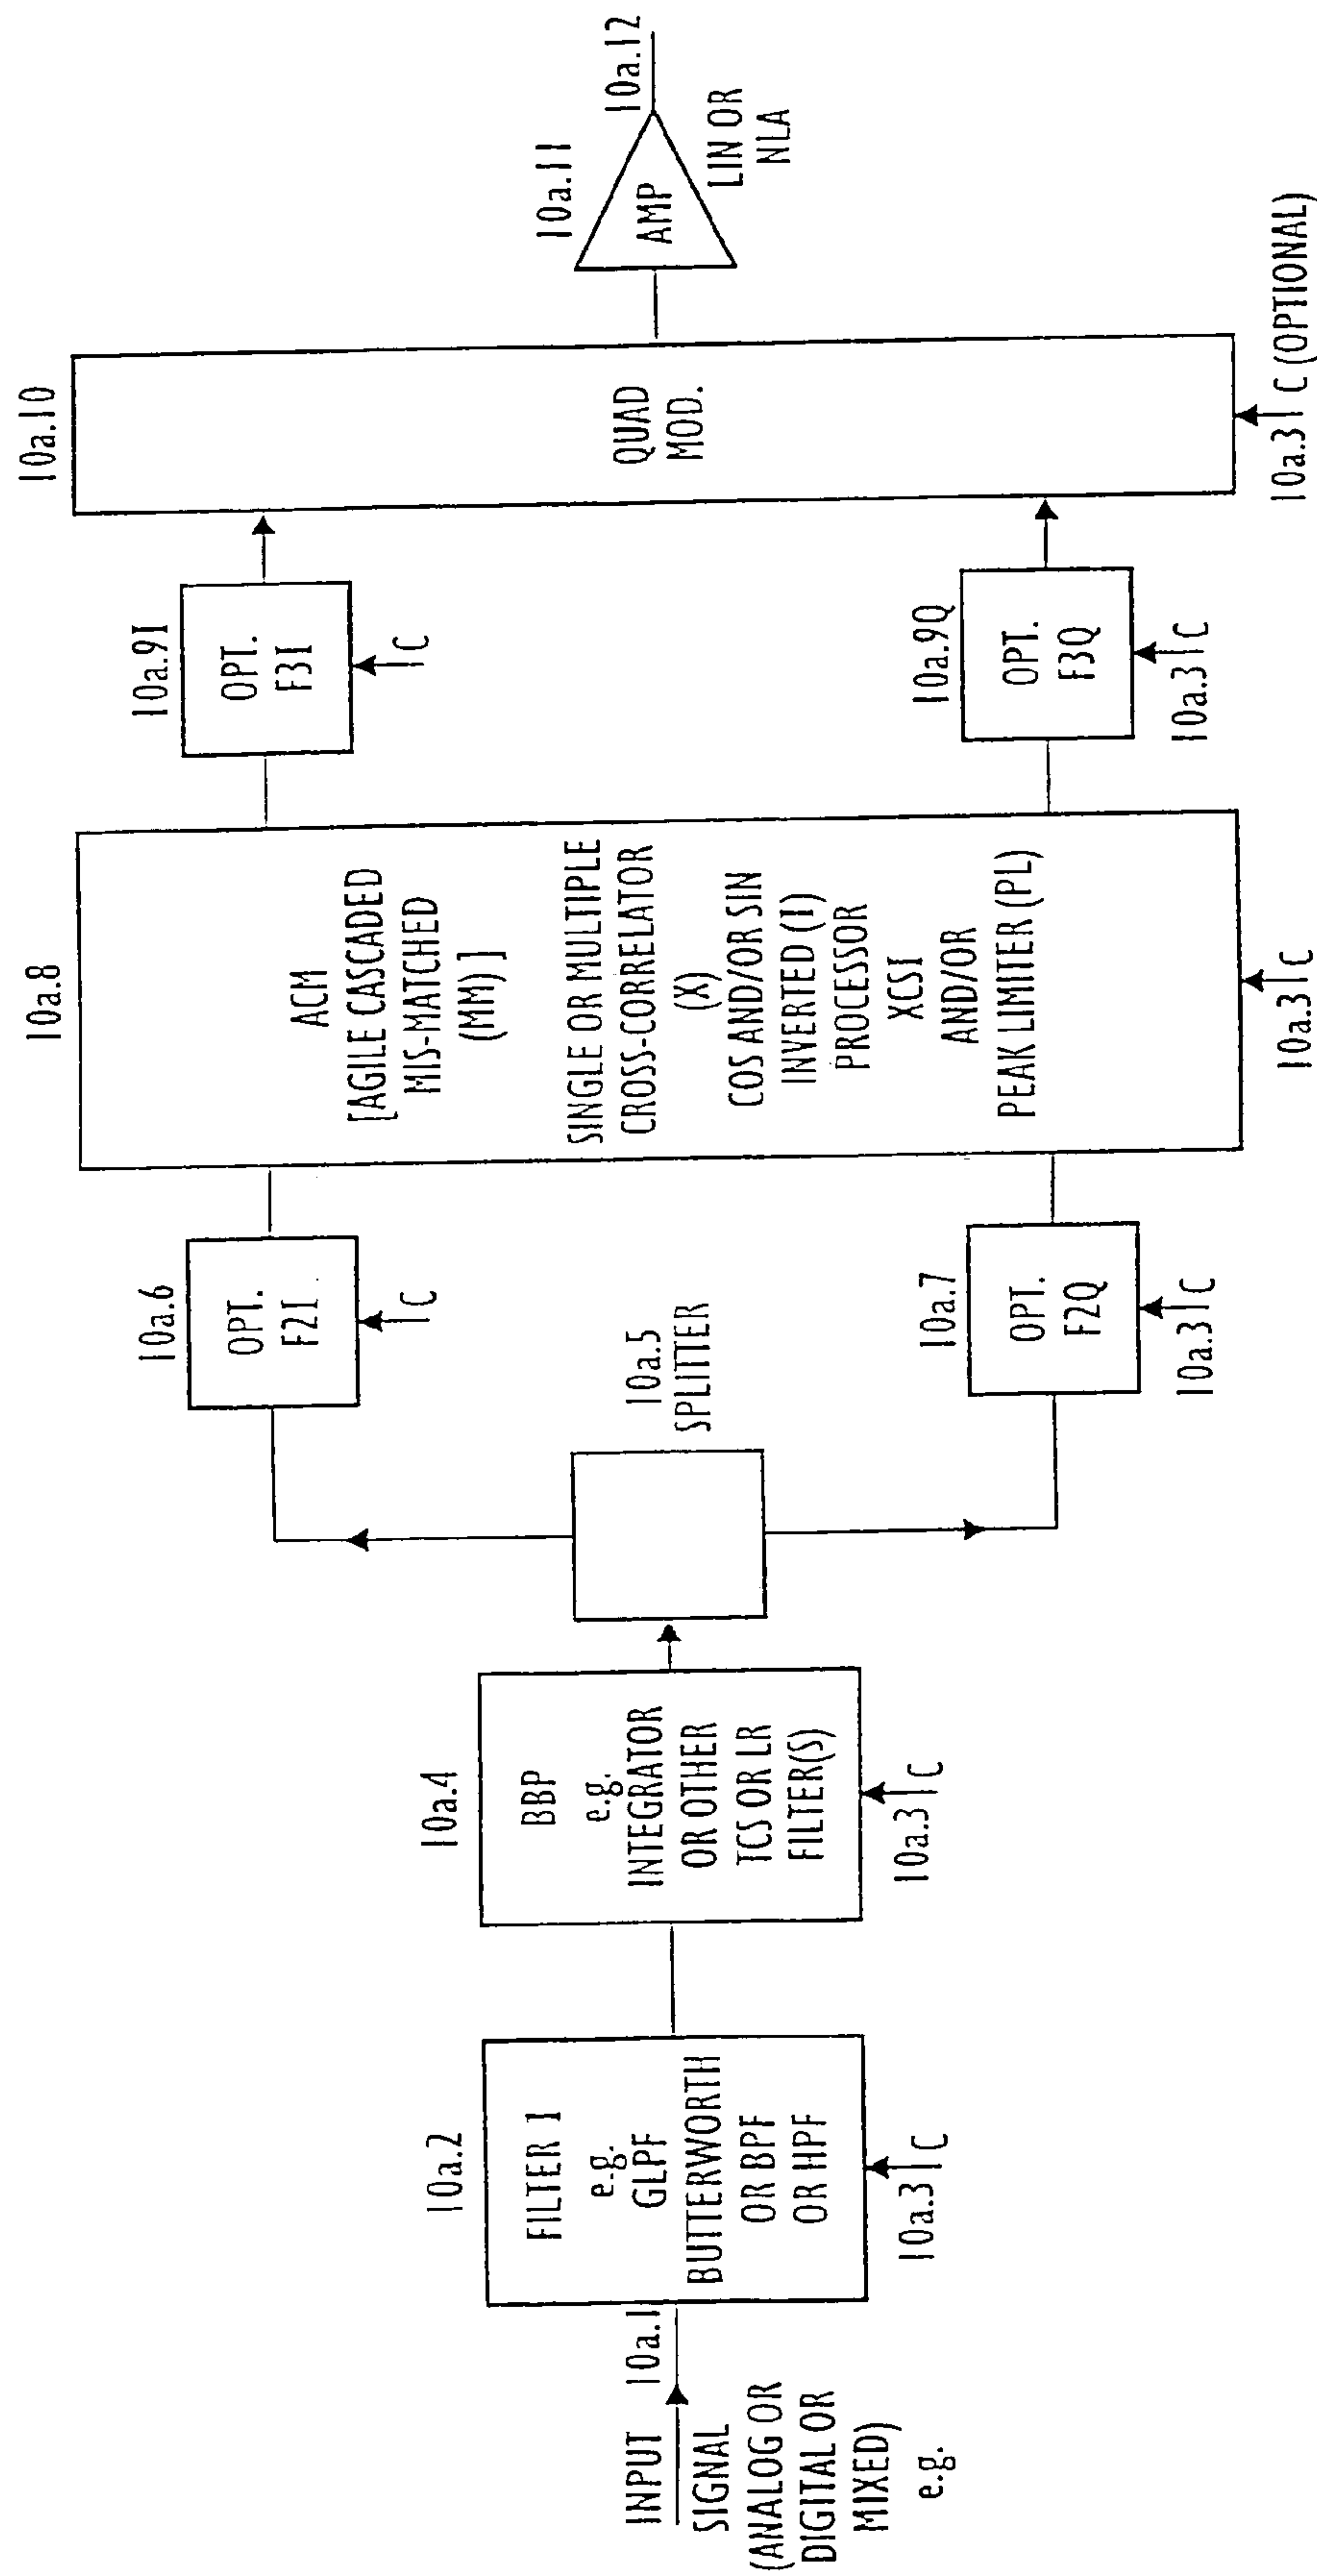 INPUT
SIGNAL
(ANALOG OR
DIGITAL OR
MIXED)
e.g.
10a.1
10a.2
FILTER 1
e.g.
GLPF
BUTTERWORTH
OR BPF
OR HPF
10a.3 C
10a.4
BBP
e.g.
INTEGRATOR
OR OTHER
TCS OR LR
FILTER(S)
10a.3 C
10a.5
SPLITTER
10a.6
OPT.
F2I
C
10a.7
OPT.
F2Q
10a.3 C
10a.8
ACM
[AGILE CASCADED
MIS-MATCHED
(MM) ]
SINGLE OR MULTIPLE
CROSS-CORRELATOR
(X)
COS AND/OR SIN
INVERTED (I)
PROCESSOR
XCSI
AND/OR
PEAK LIMITER (PL)
10a.3 C
10a.9I
OPT.
F3I
C
10a.9Q
OPT.
F3Q
10a.3 C
10a.10
QUAD
MOD.
10a.3 C (OPTIONAL)
10a.11
AMP
LIN OR
NLA
10a.12